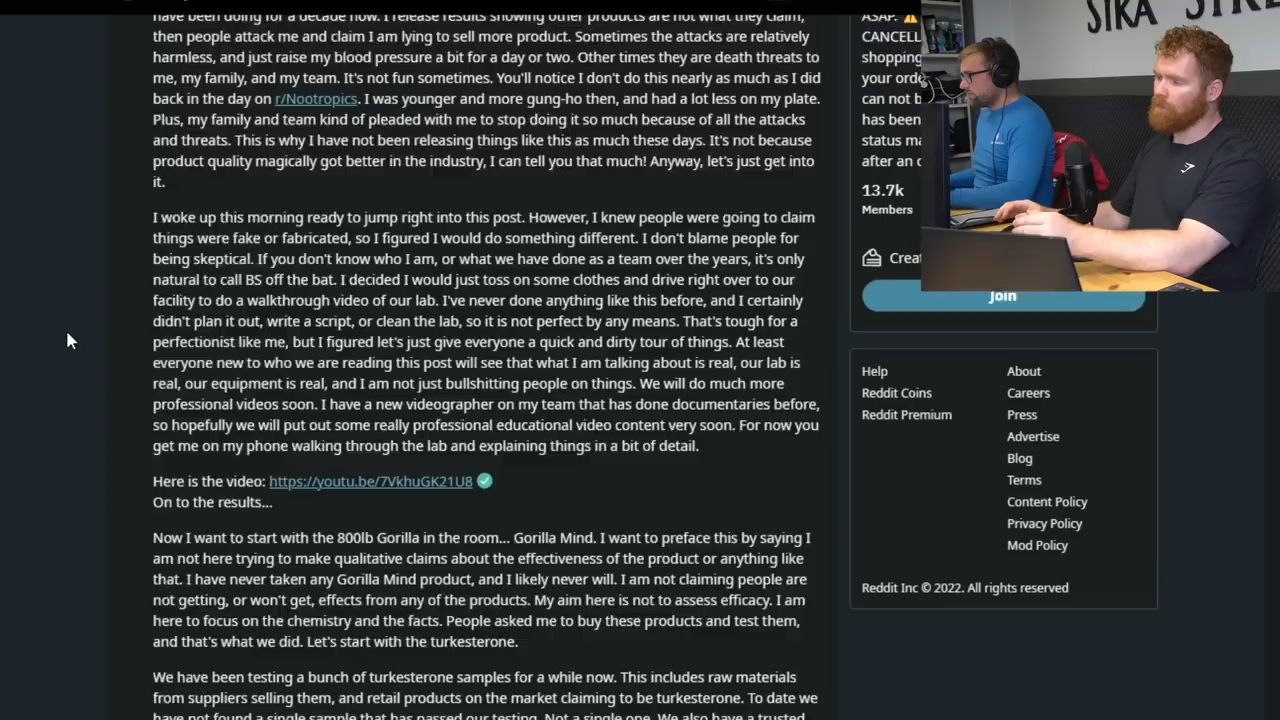 have been doing for a decade now. I release results showing other products are not what they claim,
then people attack me and claim I am lying to sell more product. Sometimes the attacks are relatively
harmless, and just raise my blood pressure a bit for a day or two. Other times they are death threats to
me, my family, and my team. It's not fun sometimes. You'll notice I don't do this nearly as much as I did
back in the day on r/Nootropics. I was younger and more gung-ho then, and had a lot less on my plate.
Plus, my family and team kind of pleaded with me to stop doing it so much because of all the attacks
and threats. This is why I have not been releasing things like this as much these days. It's not because
product quality magically got better in the industry, I can tell you that much! Anyway, let's just get into
it.
I woke up this morning ready to jump right into this post. However, I knew people were going to claim
things were fake or fabricated, so I figured I would do something different. I don't blame people for
being skeptical. If you don't know who I am, or what we have done as a team over the years, it's only
natural to call BS off the bat. I decided I would just toss on some clothes and drive right over to our
facility to do a walkthrough video of our lab. I've never done anything like this before, and I certainly
didn't plan it out, write a script, or clean the lab, so it is not perfect by any means. That's tough for a
perfectionist like me, but I figured let's just give everyone a quick and dirty tour of things. At least
everyone new to who we are reading this post will see that what I am talking about is real, our lab is
real, our equipment is real, and I am not just bullshitting people on things. We will do much more
professional videos soon. I have a new videographer on my team that has done documentaries before,
so hopefully we will put out some really professional educational video content very soon. For now you
get me on my phone walking through the lab and explaining things in a bit of detail.
Here is the video: https://youtu.be/7VkhuGK21U8
On to the results...
Now I want to start with the 800lb Gorilla in the room... Gorilla Mind. I want to preface this by saying I
am not here trying to make qualitative claims about the effectiveness of the product or anything like
that. I have never taken any Gorilla Mind product, and I likely never will. I am not claiming people are
not getting, or won't get, effects from any of the products. My aim here is not to assess efficacy. I am
here to focus on the chemistry and the facts. People asked me to buy these products and test them,
and that's what we did. Let's start with the turkesterone.
We have been testing a bunch of turkesterone samples for a while now. This includes raw materials
from suppliers selling them, and retail products on the market claiming to be turkesterone. To date we
have not found a single sample that has passed our testing. Not a single one. We also have a trusted
ASAP.
CANCELL
shopping
your orde
can not b
has been
status ma
after an o
13.7k
Members
Creat
Join
Help
About
Reddit Coins
Careers
Reddit Premium
Press
Advertise
Blog
Terms
Content Policy
Privacy Policy
Mod Policy
Reddit Inc © 2022. All rights reserved
SIKA STRE